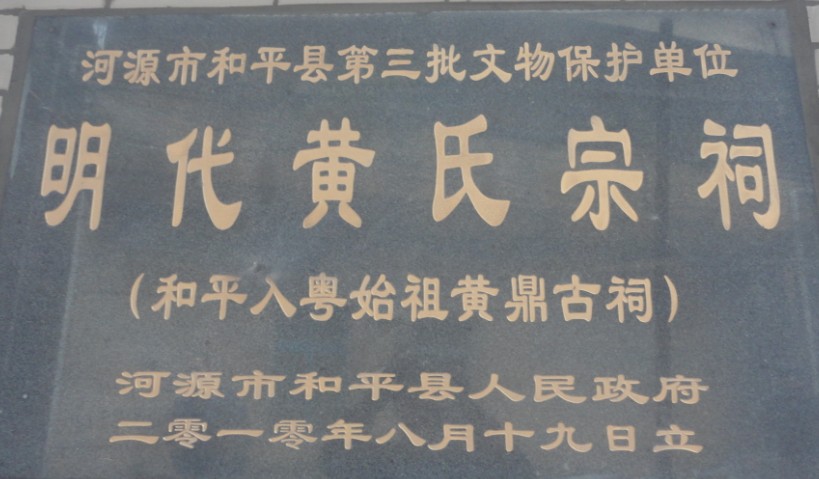 河源市和平县第三批文物保护单位
明代黄氏宗祠
（和平入粤始祖黄鼎古祠）
河源市和平县人民政府
二零一零年八月十九日立